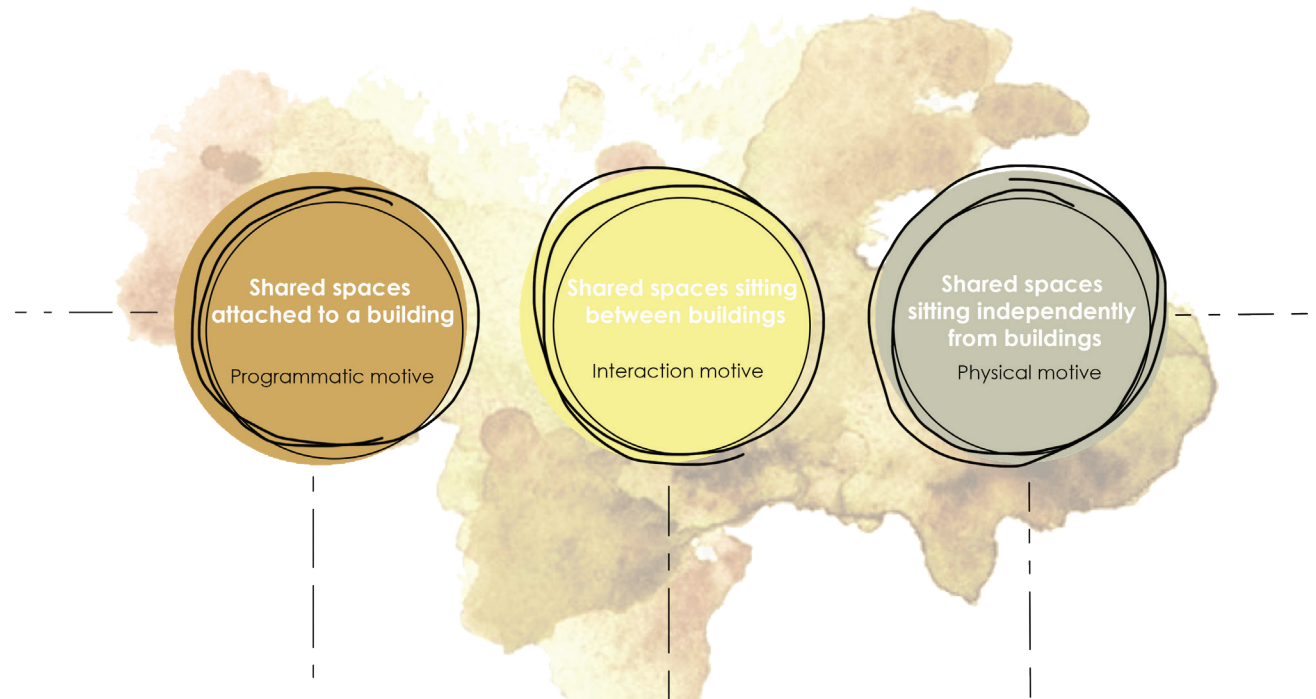 Shared spaces
attached to a building
Programmatic motive
Shared spaces sitting
between buildings
Interaction motive
Shared spaces
sitting independently
from buildings
Physical motive